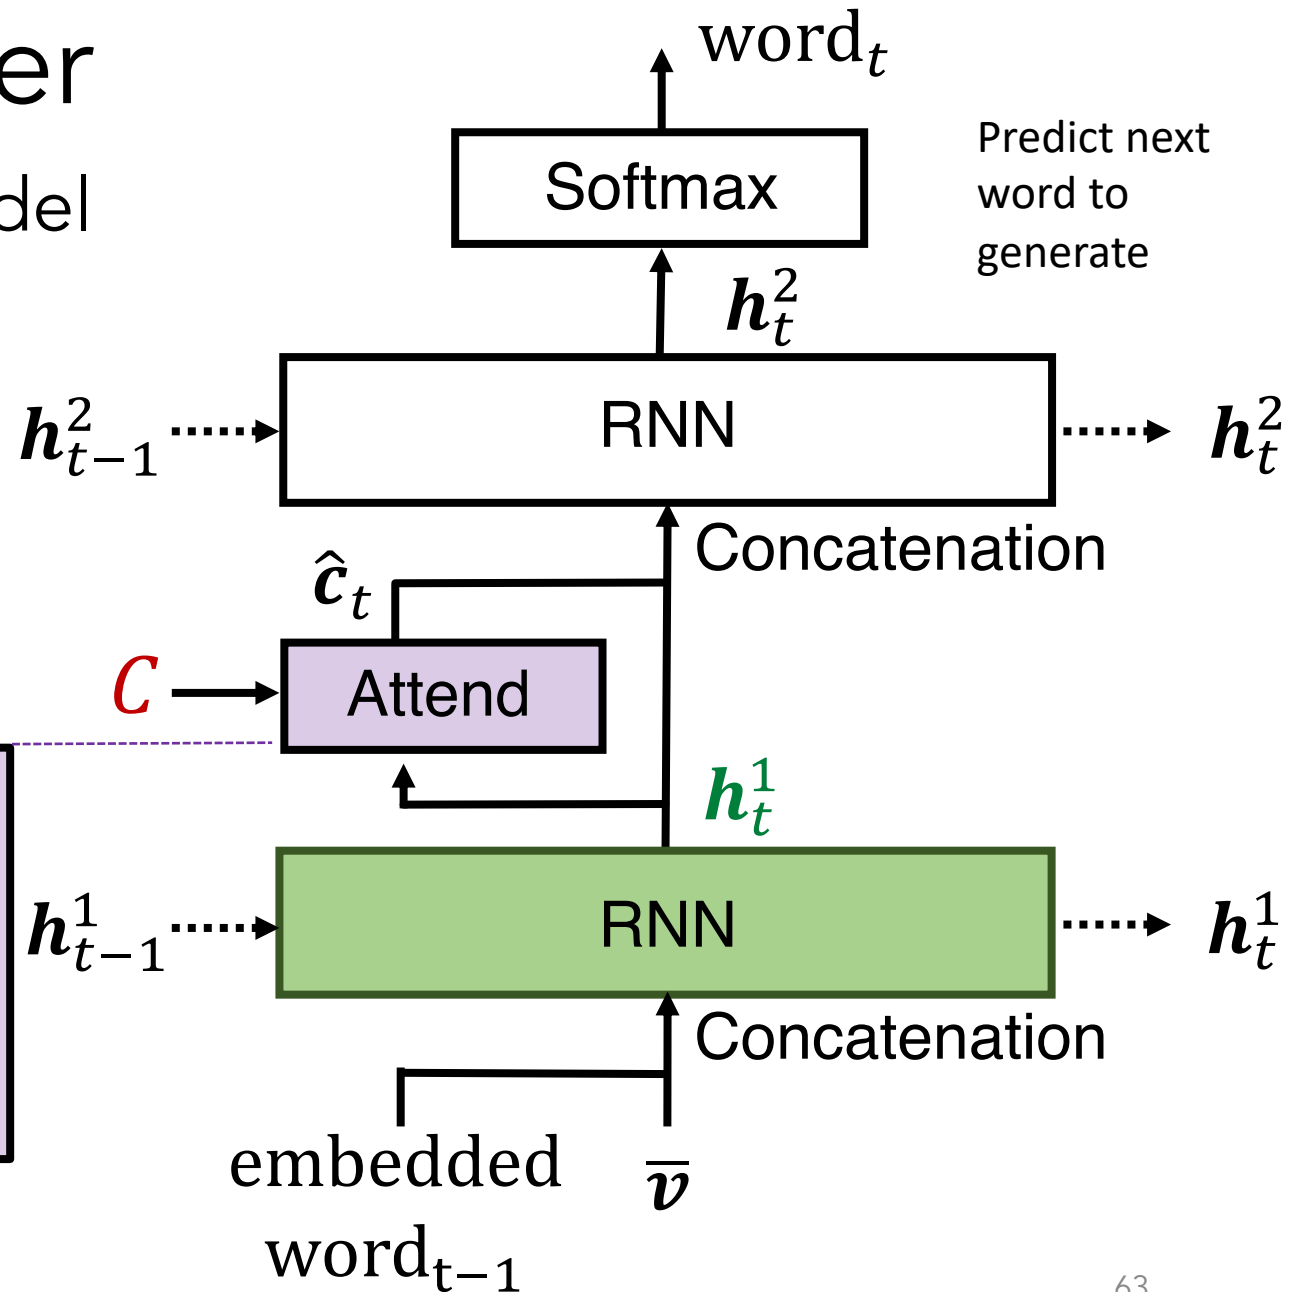 er
del
word_t
Softmax
Predict next
word to
generate
h_t^2
h_{t-1}^2
RNN
h_t^2
Concatenation
ĉ_t
C
Attend
h_t^1
h_{t-1}^1
RNN
h_t^1
Concatenation
embedded
word_{t-1}
v̅
63